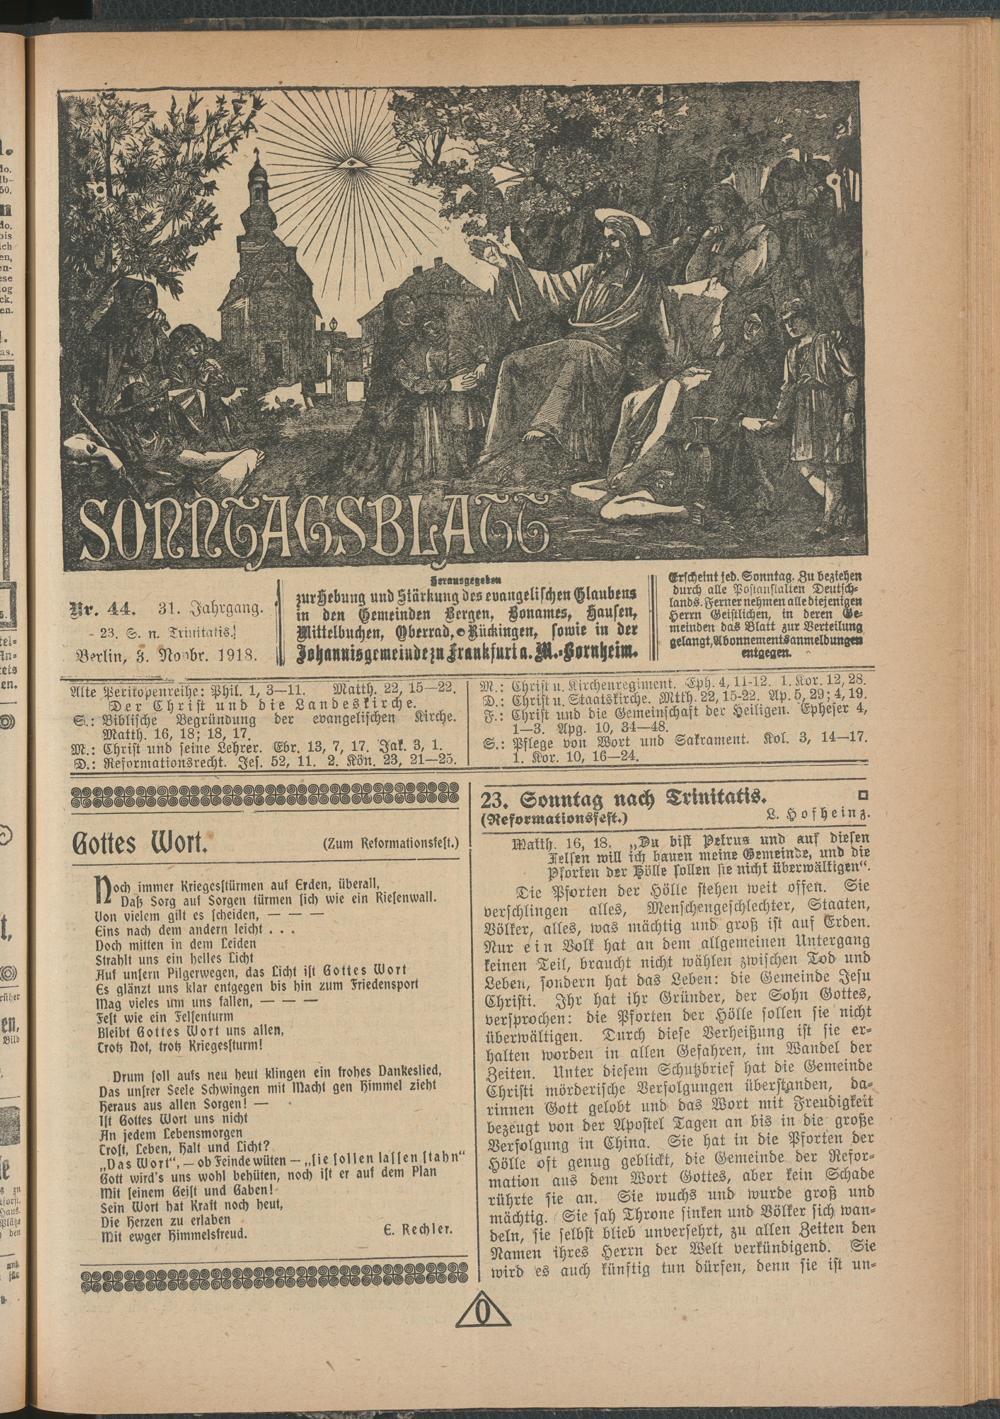 SONNTAGSBLATT
Nr. 44. 31. Jahrgang.
- 23. S. n. Trinitatis.
Berlin, 3. Novbr. 1918.
Herausgegeben
zur Hebung und Stärkung des evangelischen Glaubens
in den Gemeinden Bergen, Bonames, Hausen,
Mittelbuchen, Oberrad, Rückingen, sowie in der
Johannisgemeinde zu Frankfurt a. M.-Bornheim.
Erscheint jed. Sonntag. Zu beziehen
durch alle Postanstalten Deutsch-
lands. Ferner nehmen alle diejenigen
Herrn Geistlichen, in deren Ge-
meinden das Blatt zur Verteilung
gelangt, Abonnementsanmeldungen
entgegen.
Alte Perikopenreihe: Phil. 1, 3—11. Matth. 22, 15—22.
Der Christ und die Landeskirche.
S.: Biblische Begründung der evangelischen Kirche.
Matth. 16, 18; 18, 17.
M.: Christ und seine Lehrer. Ebr. 13, 7, 17. Jak. 3, 1.
D.: Reformationsrecht. Jes. 52, 11. 2. Kön. 23, 21—25.
M.: Christ u. Kirchenregiment. Eph. 4, 11-12. 1. Kor. 12, 28.
D.: Christ u. Staatskirche. Mtth. 22, 15-22. Ap. 5, 29; 4, 19.
F.: Christ und die Gemeinschaft der Heiligen. Epheser 4,
1—3. Apg. 10, 34—48.
S.: Pflege von Wort und Sakrament. Kol. 3, 14—17.
1. Kor. 10, 16—24.
Gottes Wort. (Zum Reformationsfest.)
Noch immer Kriegesstürmen auf Erden, überall,
Daß Sorg auf Sorgen türmen sich wie ein Riesenwall.
Von vielem gilt es scheiden, — — —
Eins nach dem andern leicht . . .
Doch mitten in dem Leiden
Strahlt uns ein helles Licht
Auf unsern Pilgerwegen, das Licht ist Gottes Wort
Es glänzt uns klar entgegen bis hin zum Friedensport
Mag vieles um uns fallen, — — —
Fest wie ein Felsenturm
Bleibt Gottes Wort uns allen,
Trotz Not, trotz Kriegessturm!
Drum soll aufs neu heut klingen ein frohes Dankeslied,
Das unsrer Seele Schwingen mit Macht gen Himmel zieht
Heraus aus allen Sorgen! —
Ist Gottes Wort uns nicht
An jedem Lebensmorgen
Trost, Leben, Halt und Licht?
„Das Wort“, — ob Feinde wüten — „sie sollen lassen stahn“
Gott wird's uns wohl behüten, noch ist er auf dem Plan
Mit seinem Geist und Gaben!
Sein Wort hat Kraft noch heut,
Die Herzen zu erlaben
Mit ewger Himmelsfreud.
E. Rechler.
23. Sonntag nach Trinitatis.
(Reformationsfest.) L. Hofheinz.
Matth. 16, 18. „Du bist Petrus und auf diesen
Felsen will ich bauen meine Gemeinde, und die
Pforten der Hölle sollen sie nicht überwältigen“.
Die Pforten der Hölle stehen weit offen. Sie
verschlingen alles, Menschengeschlechter, Staaten,
Völker, alles, was mächtig und groß ist auf Erden.
Nur ein Volk hat an dem allgemeinen Untergang
keinen Teil, braucht nicht wählen zwischen Tod und
Leben, sondern hat das Leben: die Gemeinde Jesu
Christi. Ihr hat ihr Gründer, der Sohn Gottes,
versprochen: die Pforten der Hölle sollen sie nicht
überwältigen. Durch diese Verheißung ist sie er-
halten worden in allen Gefahren, im Wandel der
Zeiten. Unter diesem Schutzbrief hat die Gemeinde
Christi mörderische Verfolgungen überstanden, da-
rinnen Gott gelobt und das Wort mit Freudigkeit
bezeugt von der Apostel Tagen an bis in die große
Verfolgung in China. Sie hat in die Pforten der
Hölle oft genug geblickt, die Gemeinde der Refor-
mation aus dem Wort Gottes, aber kein Schade
rührte sie an. Sie wuchs und wurde groß und
mächtig. Sie sah Throne sinken und Völker sich wan-
deln, sie selbst blieb unversehrt, zu allen Zeiten den
Namen ihres Herrn der Welt verkündigend. Sie
wird es auch künftig tun dürfen, denn sie ist un-
0